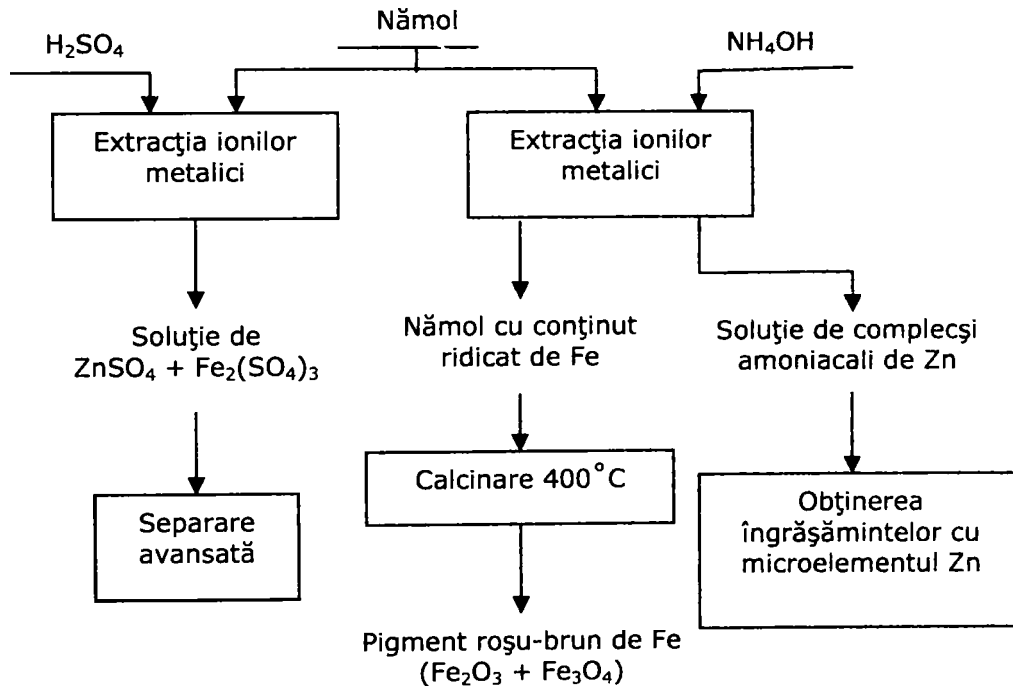 Nămol
H₂SO₄
NH₄OH
Extracţia ionilor
metalici
Extracţia ionilor
metalici
Soluţie de
ZnSO₄ + Fe₂(SO₄)₃
Nămol cu conţinut
ridicat de Fe
Soluţie de complecşi
amoniacali de Zn
Separare
avansată
Calcinare 400°C
Obţinerea
îngrăşămintelor cu
microelementul Zn
Pigment roşu-brun de Fe
(Fe₂O₃ + Fe₃O₄)